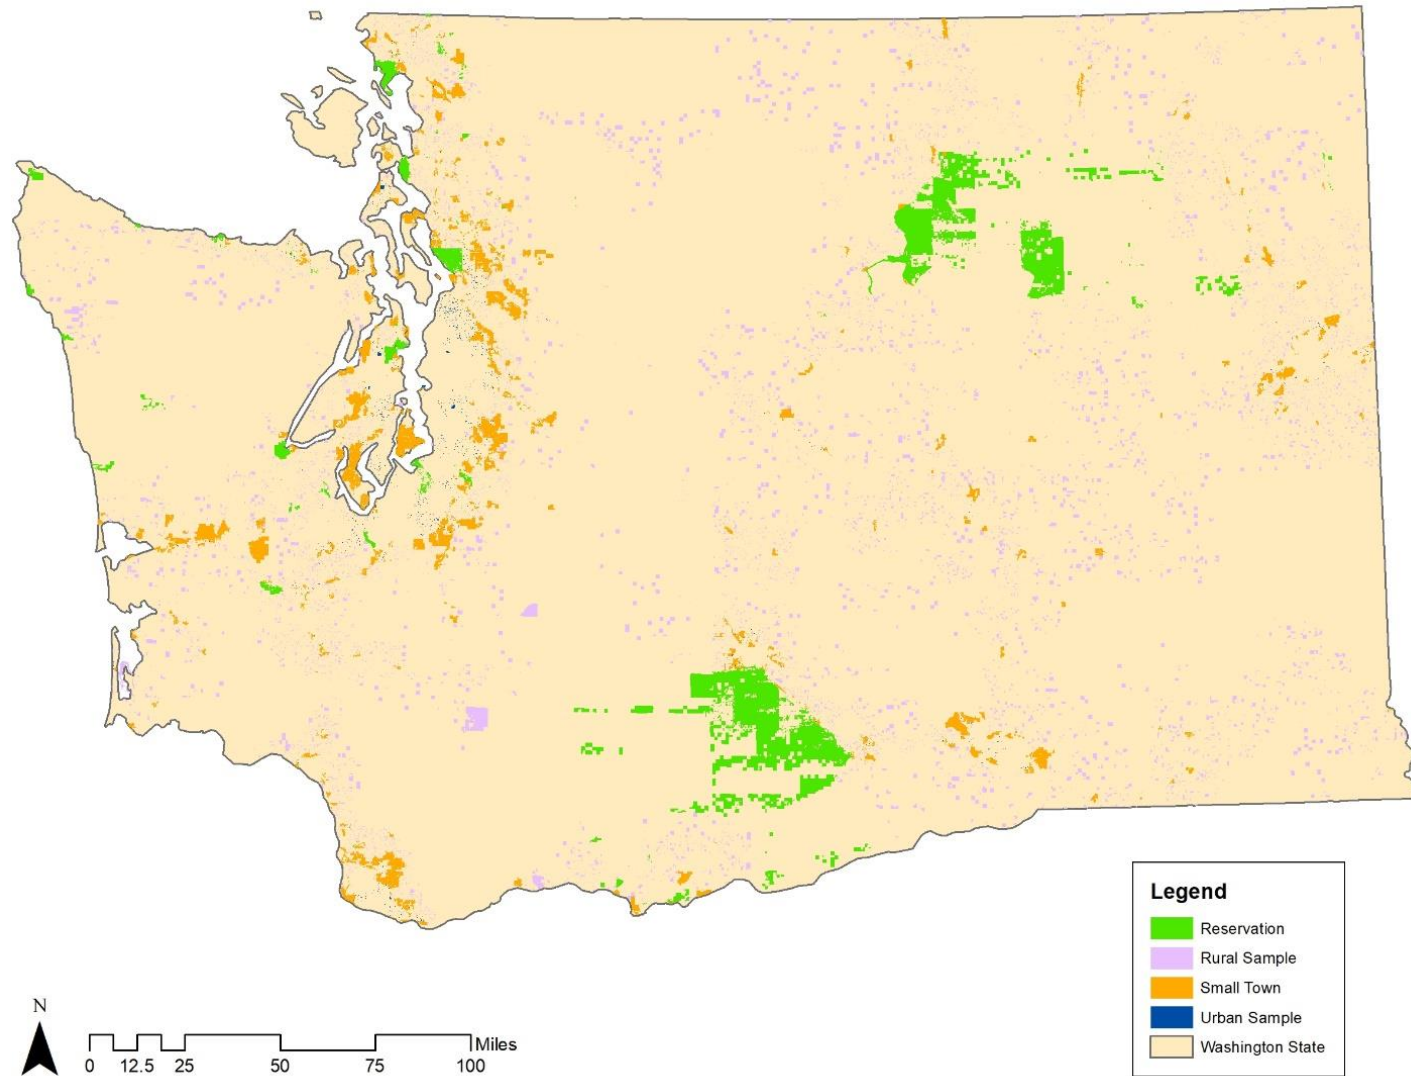 Legend
Reservation
Rural Sample
Small Town
Urban Sample
Washington State
N
Miles
0 12.5 25 50 75 100